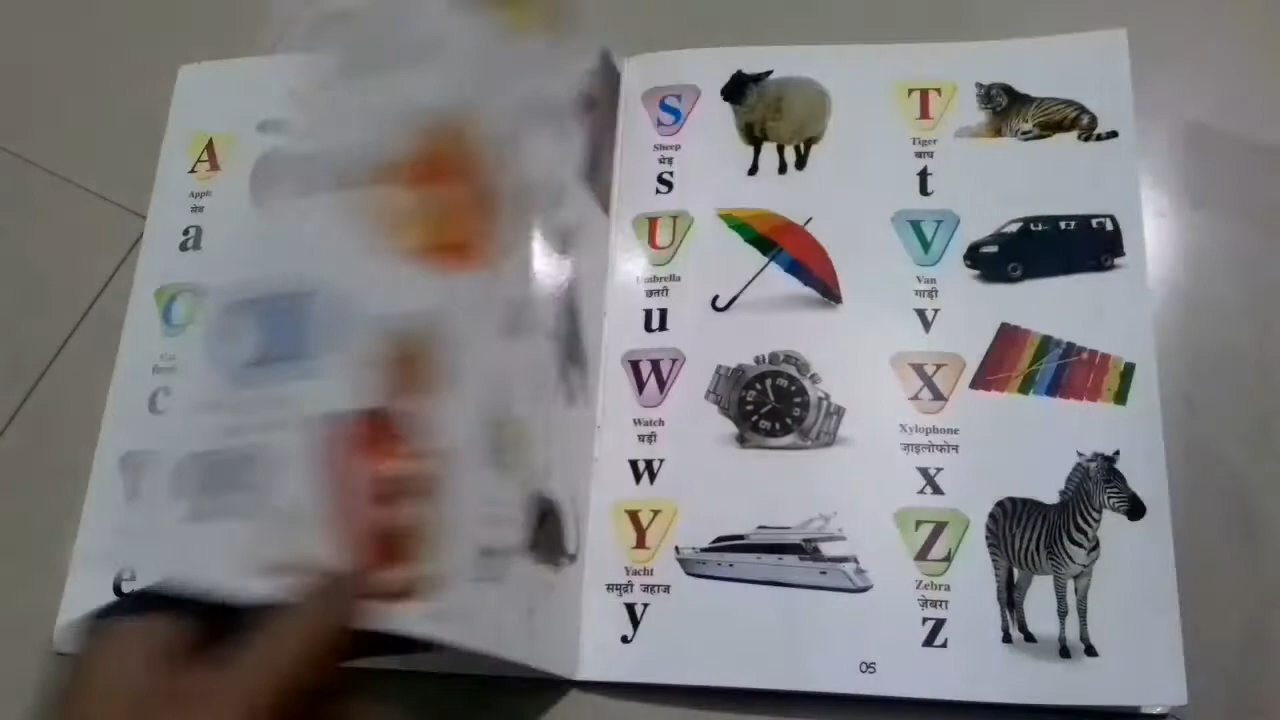 A
Apple
सेब
a
C
c
e
S
Sheep
भेड़
s
T
Tiger
बाघ
t
U
Umbrella
छतरी
u
V
Van
गाड़ी
v
W
Watch
घड़ी
w
X
Xylophone
ज़ाइलोफोन
x
Y
Yacht
समुद्री जहाज
y
Z
Zebra
ज़ेबरा
z
05